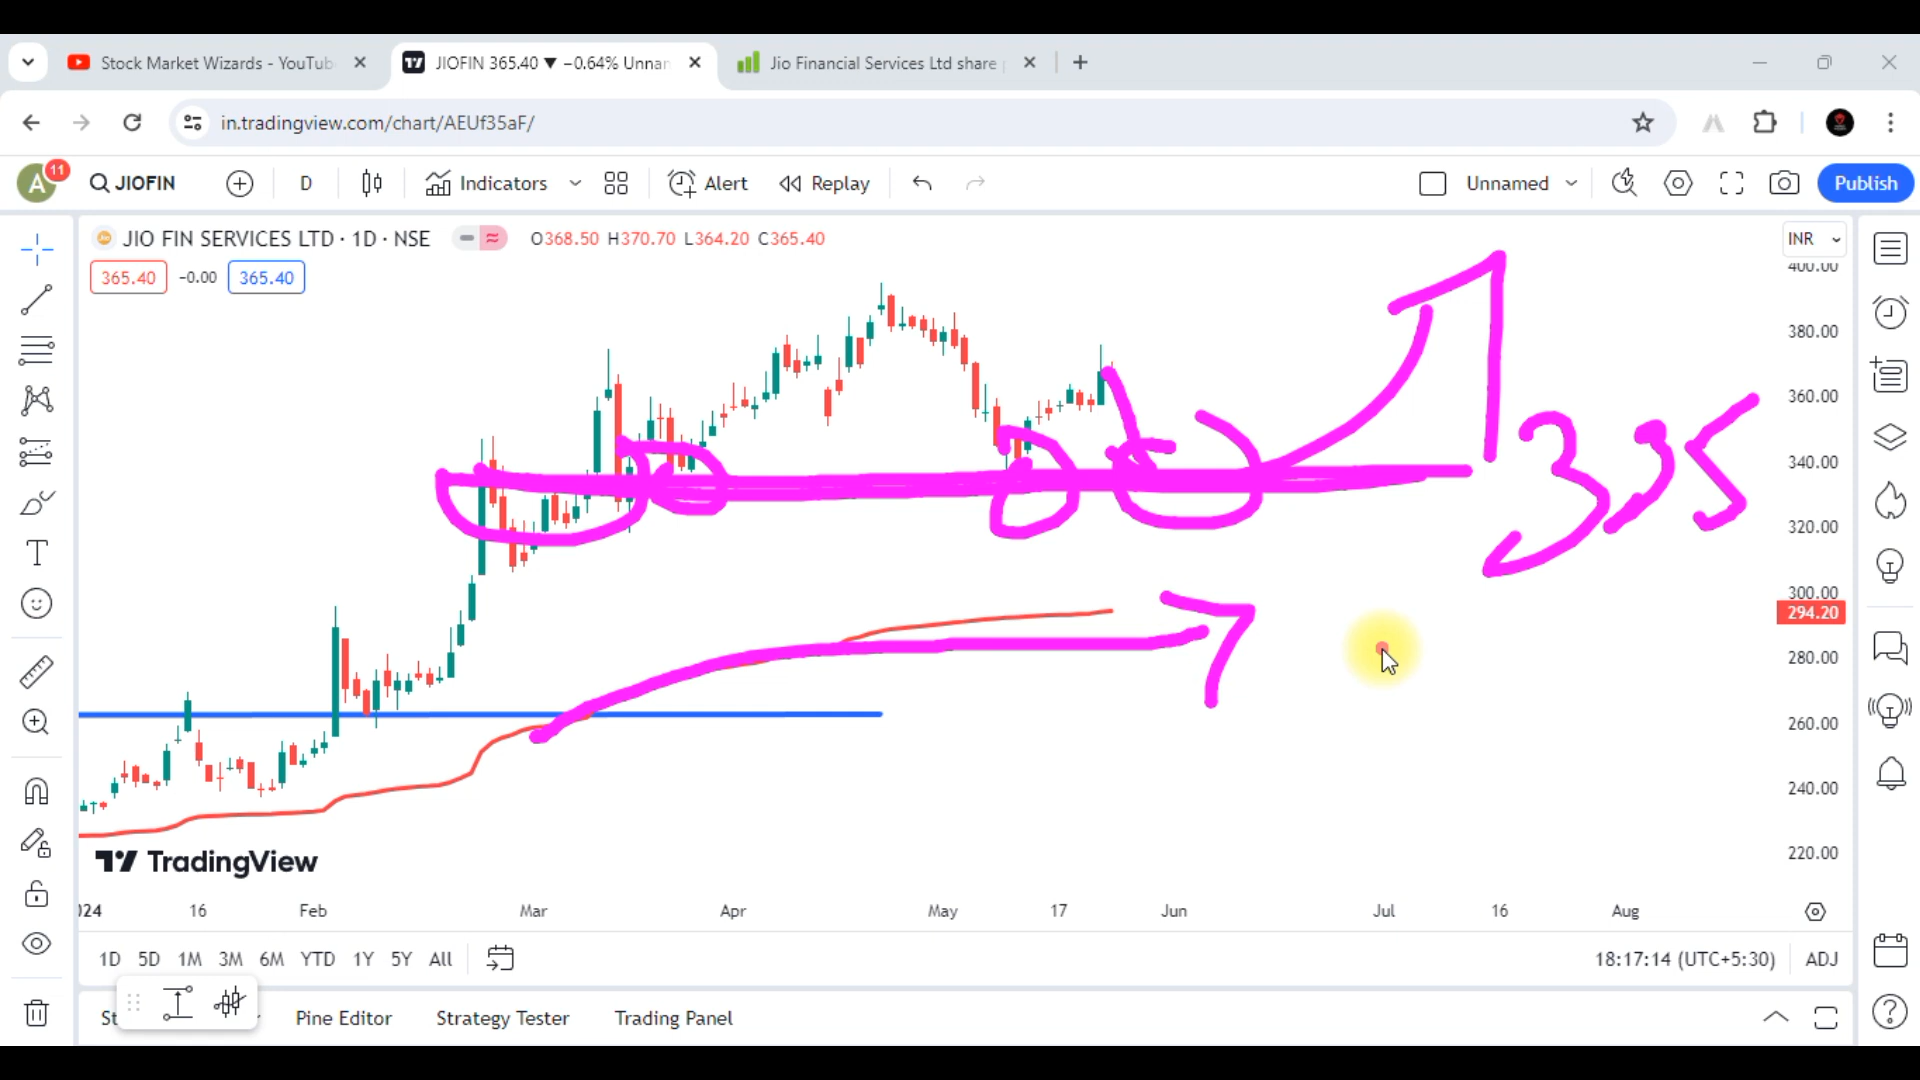 Stock Market Wizards - YouTub
JIOFIN 365.40 ▼ −0.64% Unnar
Jio Financial Services Ltd share
in.tradingview.com/chart/AEUf35aF/
A 11 JIOFIN D Indicators Alert Replay Unnamed Publish
JIO FIN SERVICES LTD · 1D · NSE O368.50 H370.70 L364.20 C365.40 INR
365.40 −0.00 365.40
400.00
380.00
360.00
340.00
335
320.00
300.00
294.20
280.00
260.00
240.00
220.00
TradingView
024 16 Feb Mar Apr May 17 Jun Jul 16 Aug
1D 5D 1M 3M 6M YTD 1Y 5Y All 18:17:14 (UTC+5:30) ADJ
St Pine Editor Strategy Tester Trading Panel